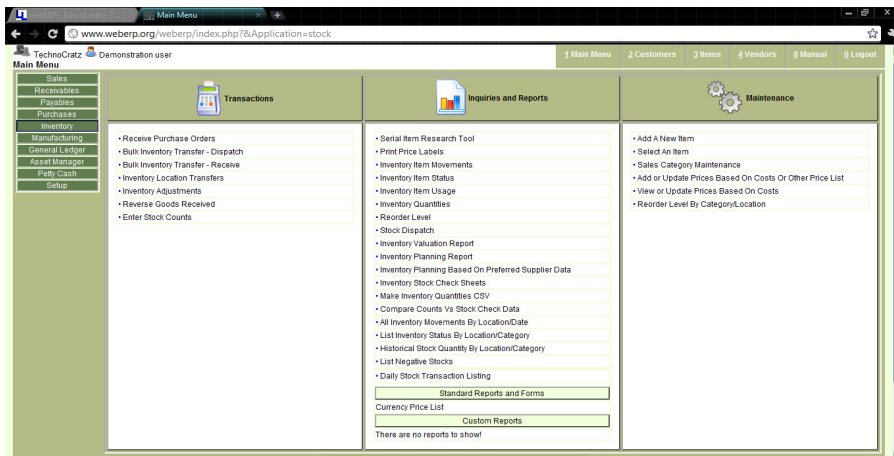 Main Menu
www.weberp.org/weberp/index.php?&Application=stock
TechnoCratz Demonstration user
1 Main Menu 2 Customers 3 Items 4 Vendors 0 Manual 0 Logout
Main Menu
Sales
Receivables
Payables
Purchases
Inventory
Manufacturing
General Ledger
Asset Manager
Petty Cash
Setup
Transactions
• Receive Purchase Orders
• Bulk Inventory Transfer - Dispatch
• Bulk Inventory Transfer - Receive
• Inventory Location Transfers
• Inventory Adjustments
• Reverse Goods Received
• Enter Stock Counts
Inquiries and Reports
• Serial Item Research Tool
• Print Price Labels
• Inventory Item Movements
• Inventory Item Status
• Inventory Item Usage
• Inventory Quantities
• Reorder Level
• Stock Dispatch
• Inventory Valuation Report
• Inventory Planning Report
• Inventory Planning Based On Preferred Supplier Data
• Inventory Stock Check Sheets
• Make Inventory Quantities CSV
• Compare Counts Vs Stock Check Data
• All Inventory Movements By Location/Date
• List Inventory Status By Location/Category
• Historical Stock Quantity By Location/Category
• List Negative Stocks
• Daily Stock Transaction Listing
Standard Reports and Forms
Currency Price List
Custom Reports
There are no reports to show!
Maintenance
• Add A New Item
• Select An Item
• Sales Category Maintenance
• Add or Update Prices Based On Costs Or Other Price List
• View or Update Prices Based On Costs
• Reorder Level By Category/Location